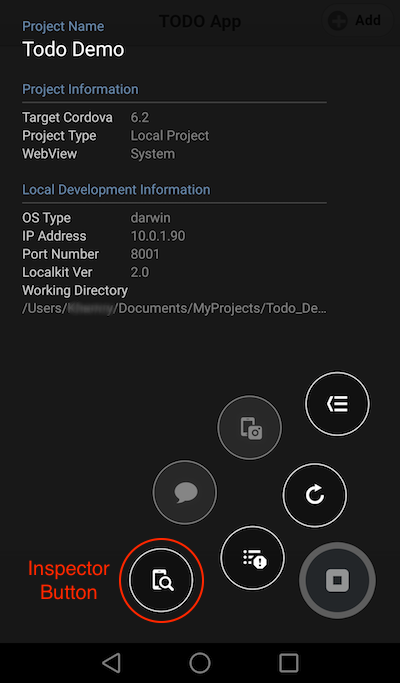 TODO App
Add
Project Name
Todo Demo
Project Information
Target Cordova 6.2
Project Type Local Project
WebView System
Local Development Information
OS Type darwin
IP Address 10.0.1.90
Port Number 8001
Localkit Ver 2.0
Working Directory
/Users/ /Documents/MyProjects/Todo_De...
Inspector
Button